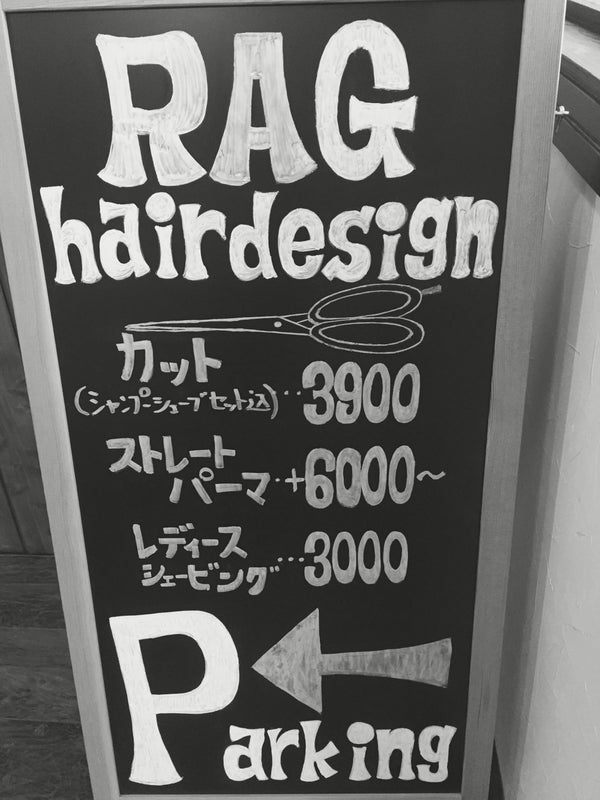 RAG
hairdesign
カット
(シャンプーシェーブセット込)‥3900
ストレート
パーマ‥+6000～
レディース
シェービング…3000
Parking